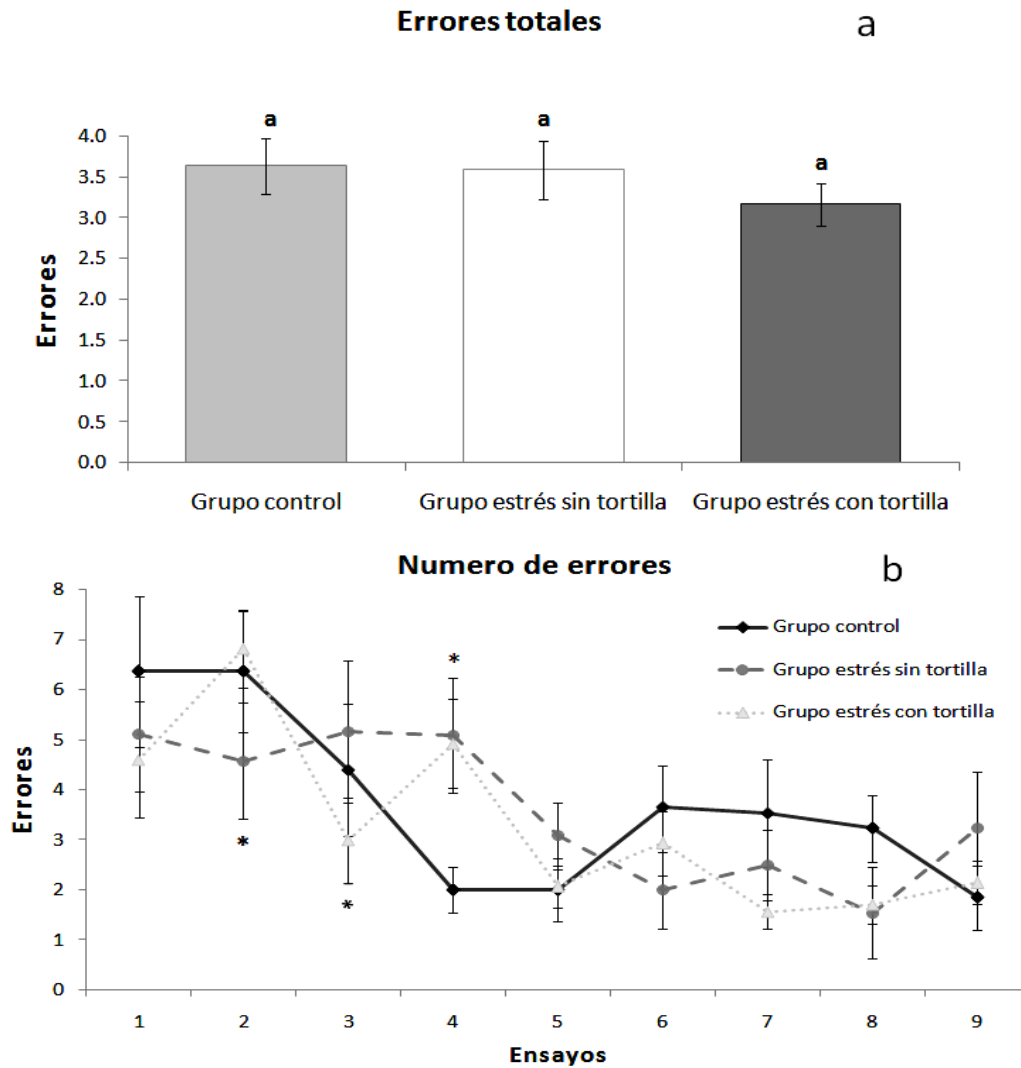 Errores totales
a
a
a
a
4.0
3.5
3.0
2.5
2.0
1.5
1.0
0.5
0.0
Errores
Grupo control
Grupo estrés sin tortilla
Grupo estrés con tortilla
Numero de errores
b
8
7
6
5
4
3
2
1
0
Errores
Grupo control
Grupo estrés sin tortilla
Grupo estrés con tortilla
*
*
*
1 2 3 4 5 6 7 8 9
Ensayos